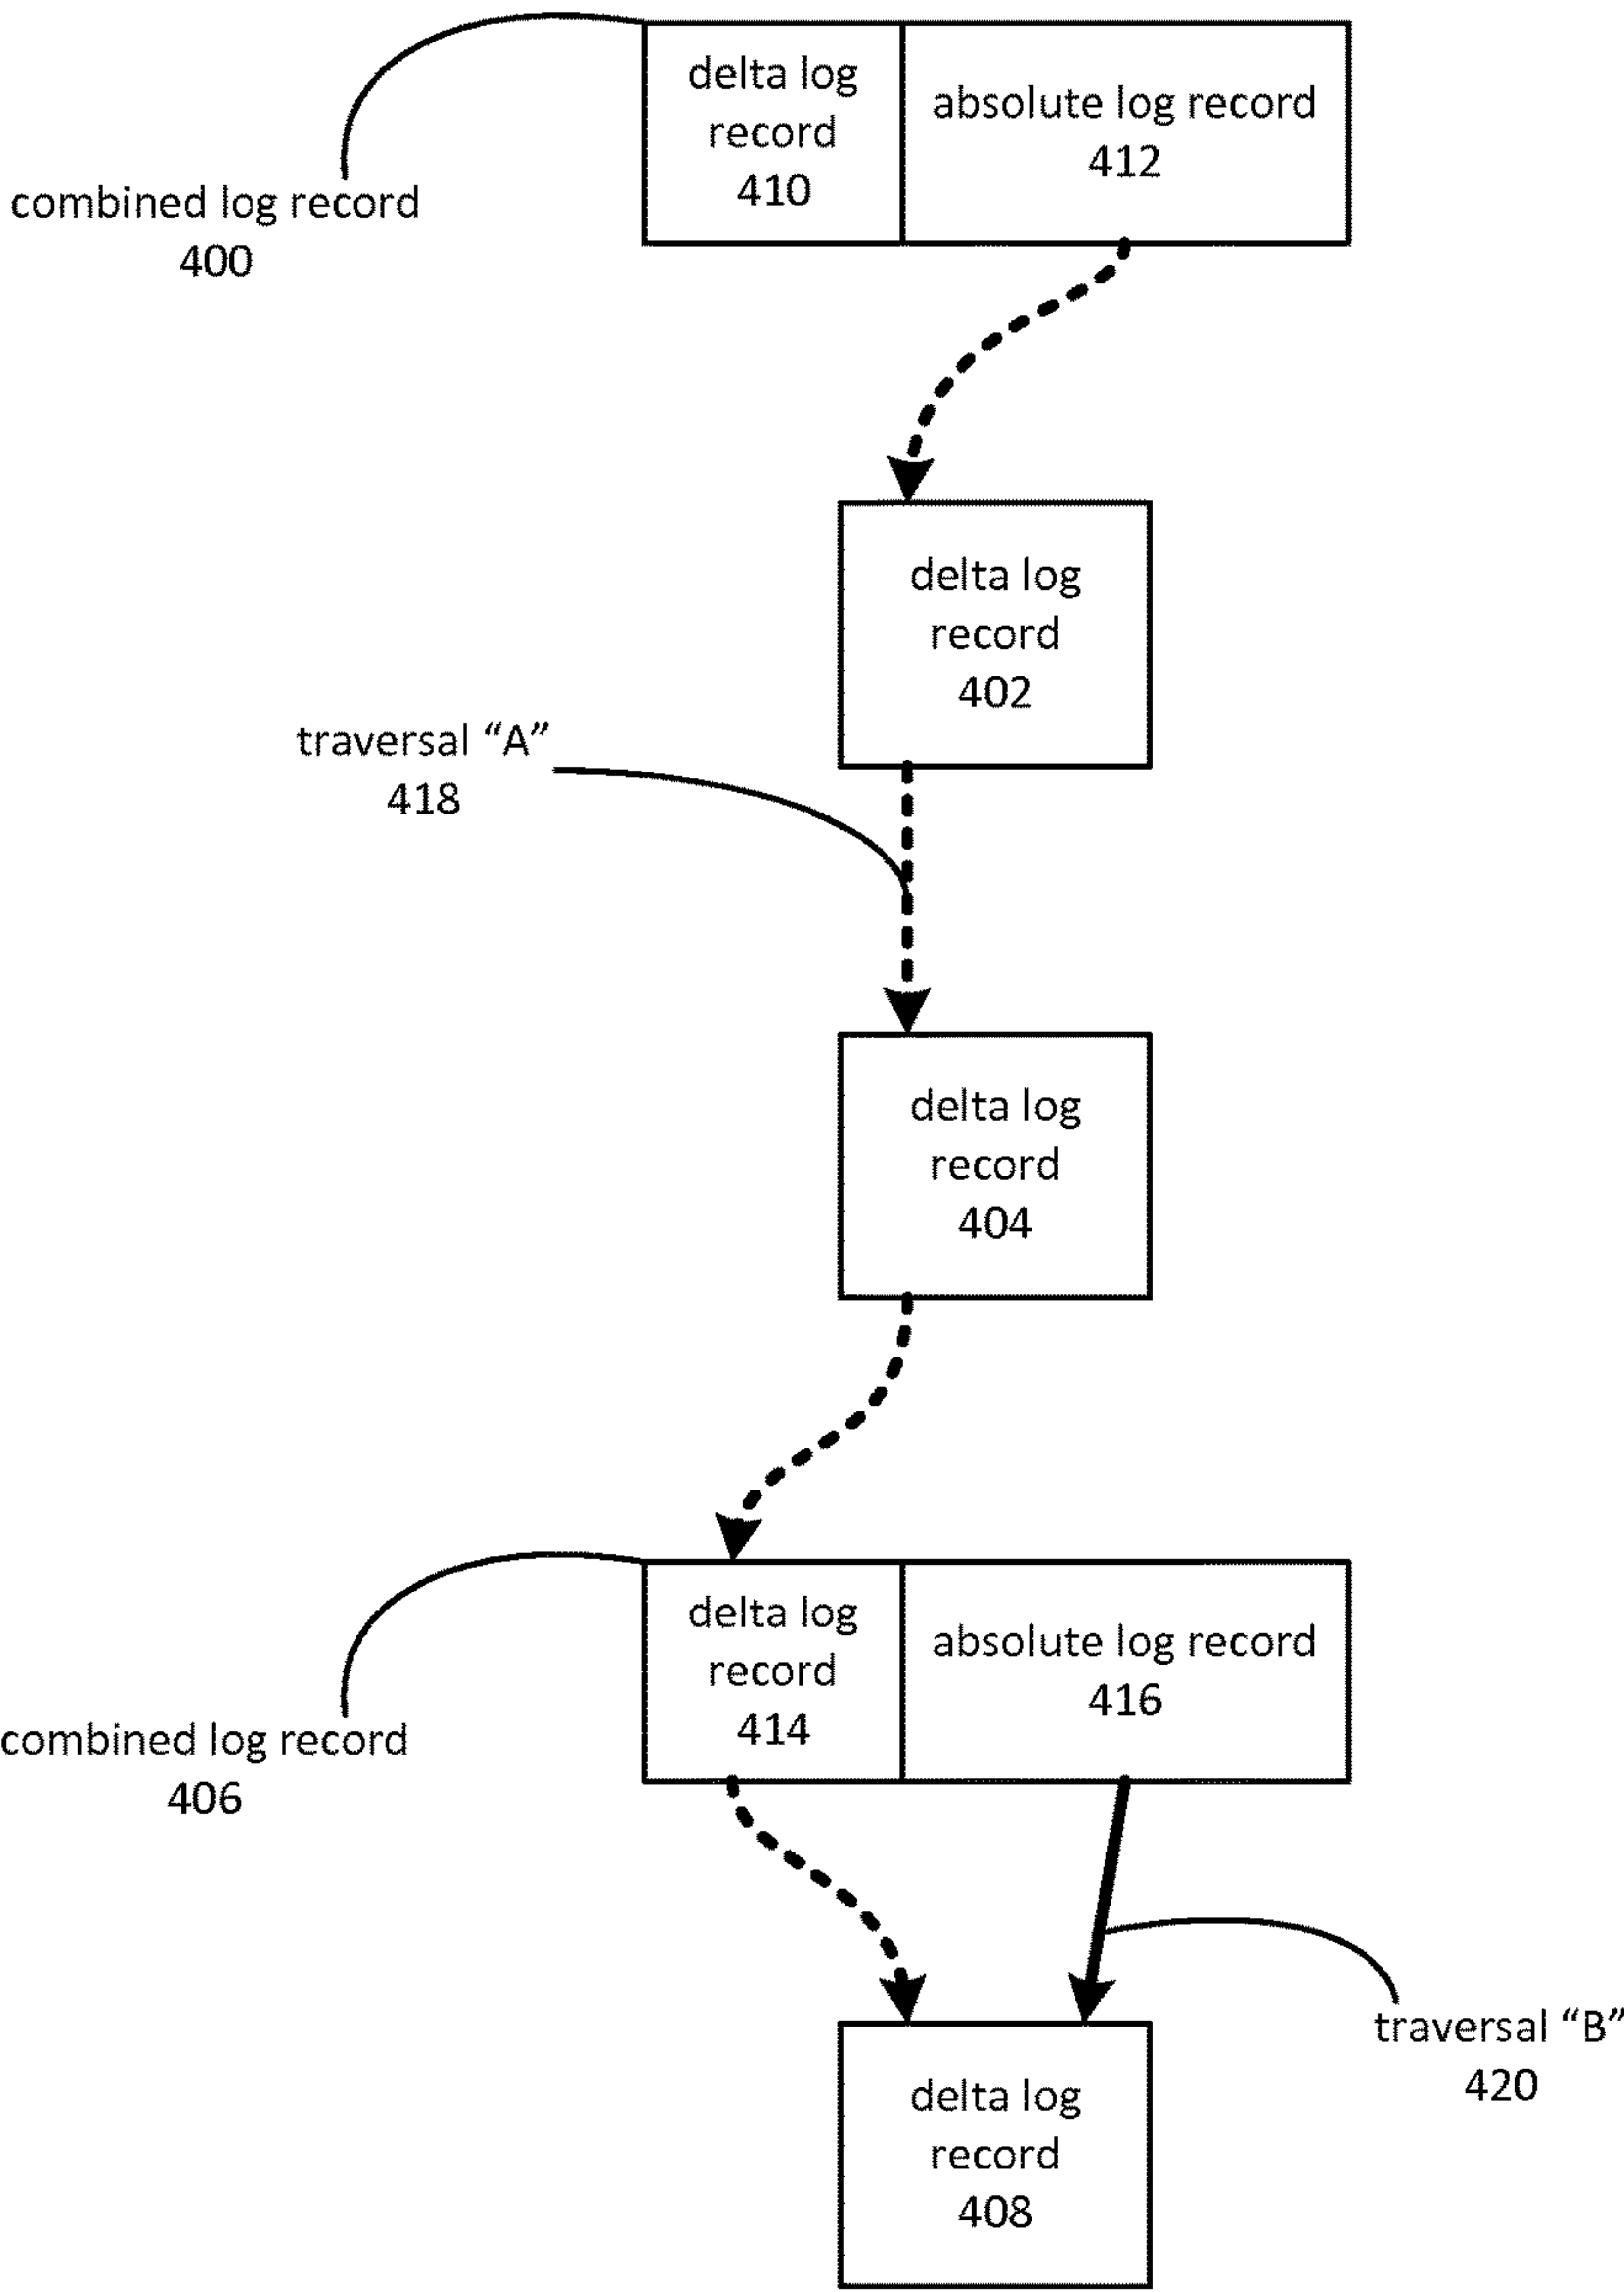 delta log
record
410
absolute log record
412
combined log record
400
delta log
record
402
traversal “A”
418
delta log
record
404
delta log
record
414
absolute log record
416
combined log record
406
traversal “B”
420
delta log
record
408